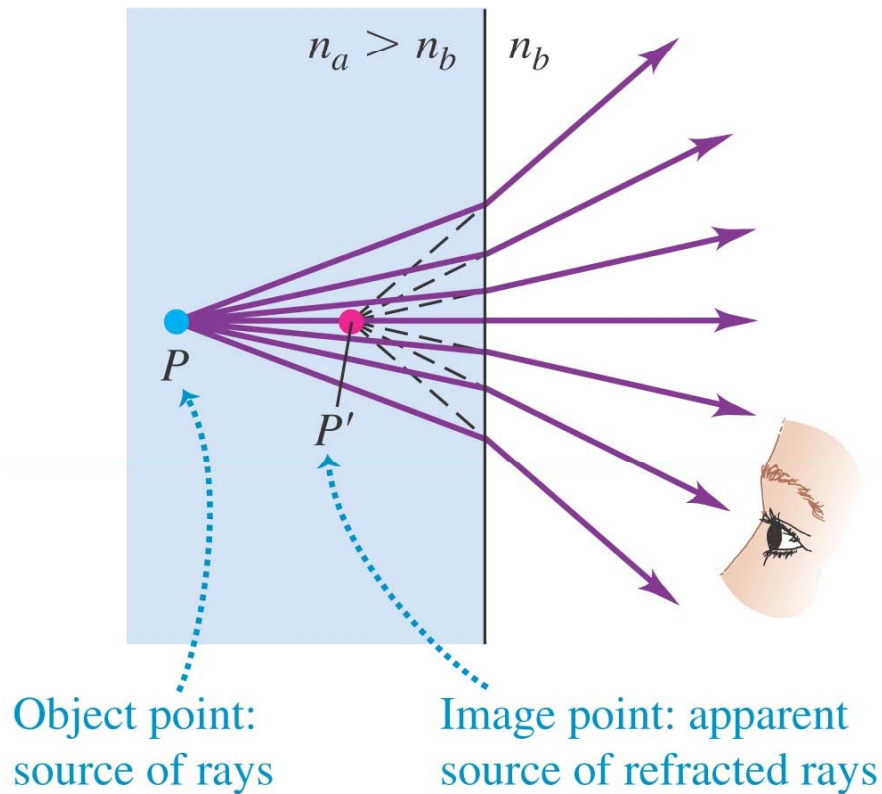 n_a > n_b
n_b
P
P'
Object point:
source of rays
Image point: apparent
source of refracted rays